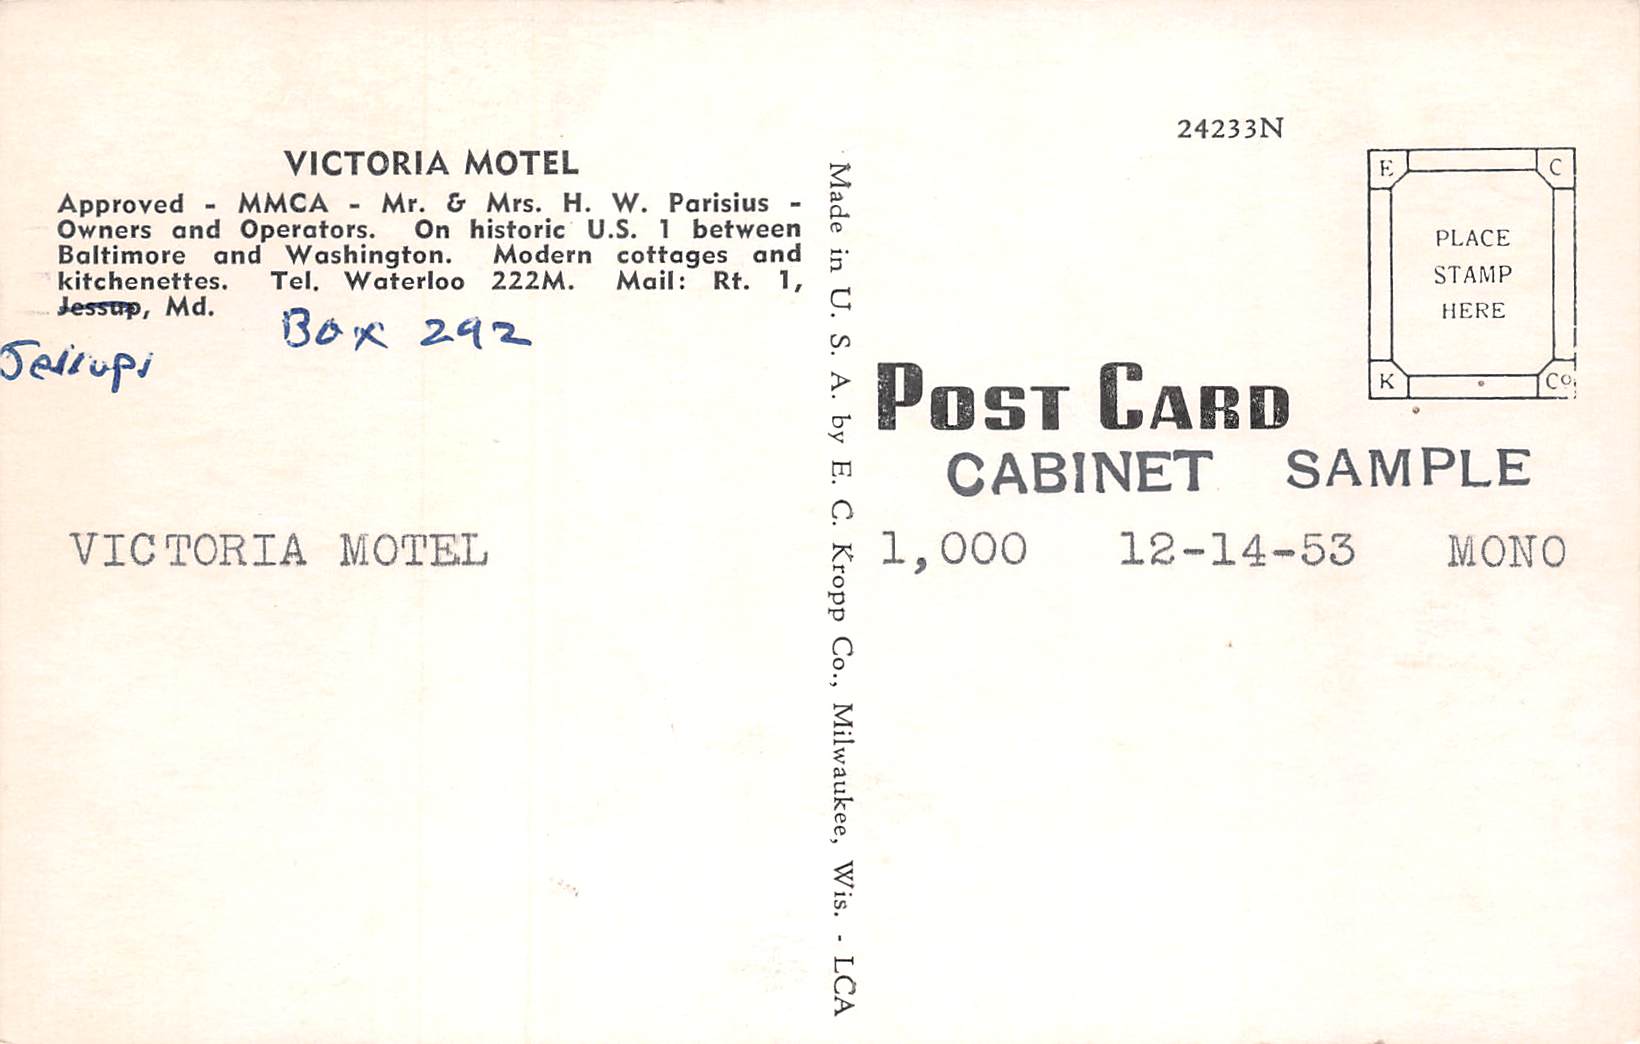 VICTORIA MOTEL
Approved - MMCA - Mr. & Mrs. H. W. Parisius -
Owners and Operators. On historic U.S. 1 between
Baltimore and Washington. Modern cottages and
kitchenettes. Tel. Waterloo 222M. Mail: Rt. 1,
Jessup, Md.
Box 292
Jessups
VICTORIA MOTEL
Made in U. S. A. by E. C. Kropp Co., Milwaukee, Wis. - LCA
24233N
E C
PLACE
STAMP
HERE
K Co.
POST CARD
CABINET SAMPLE
1,000 12-14-53 MONO